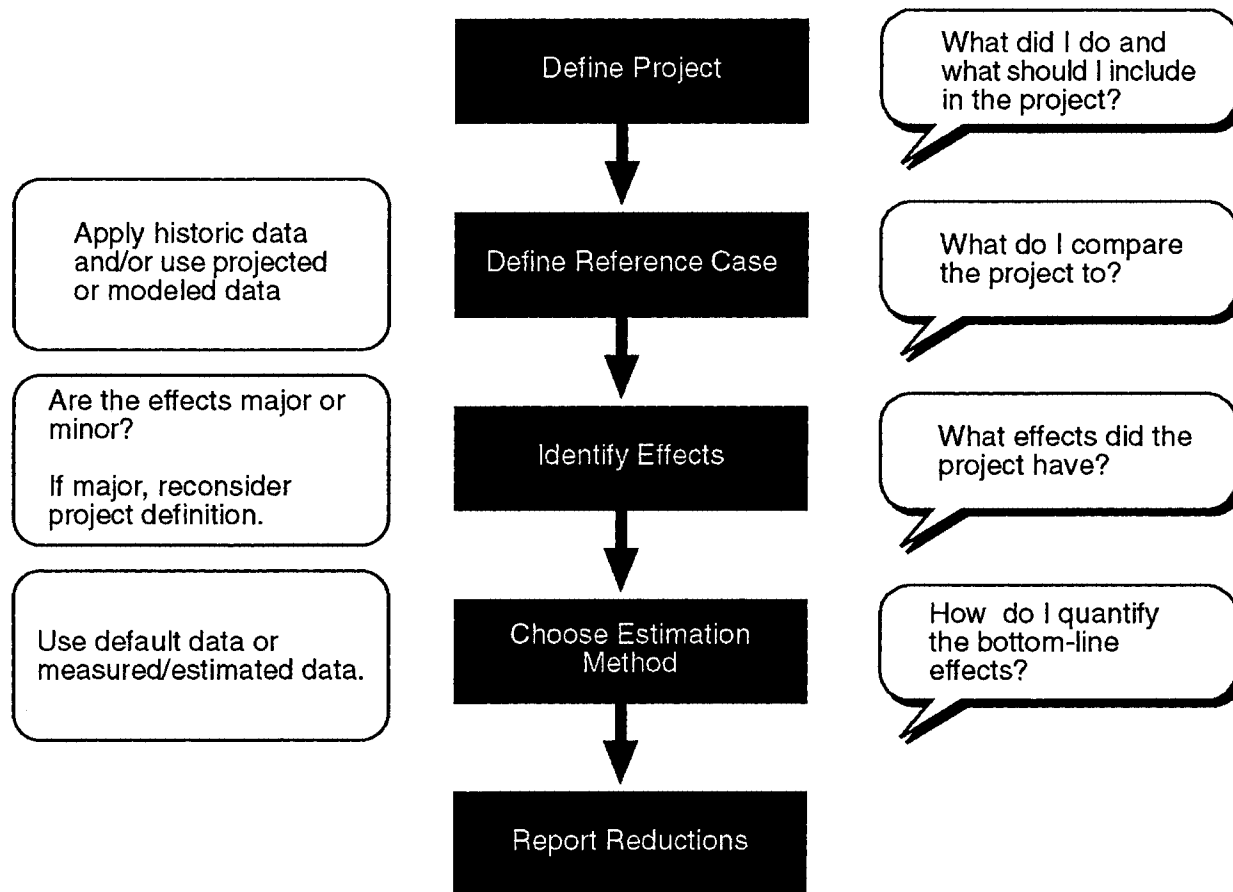 Define Project
What did I do and
what should I include
in the project?
Apply historic data
and/or use projected
or modeled data
Define Reference Case
What do I compare
the project to?
Are the effects major or
minor?
If major, reconsider
project definition.
Identify Effects
What effects did the
project have?
Use default data or
measured/estimated data.
Choose Estimation
Method
How do I quantify
the bottom-line
effects?
Report Reductions